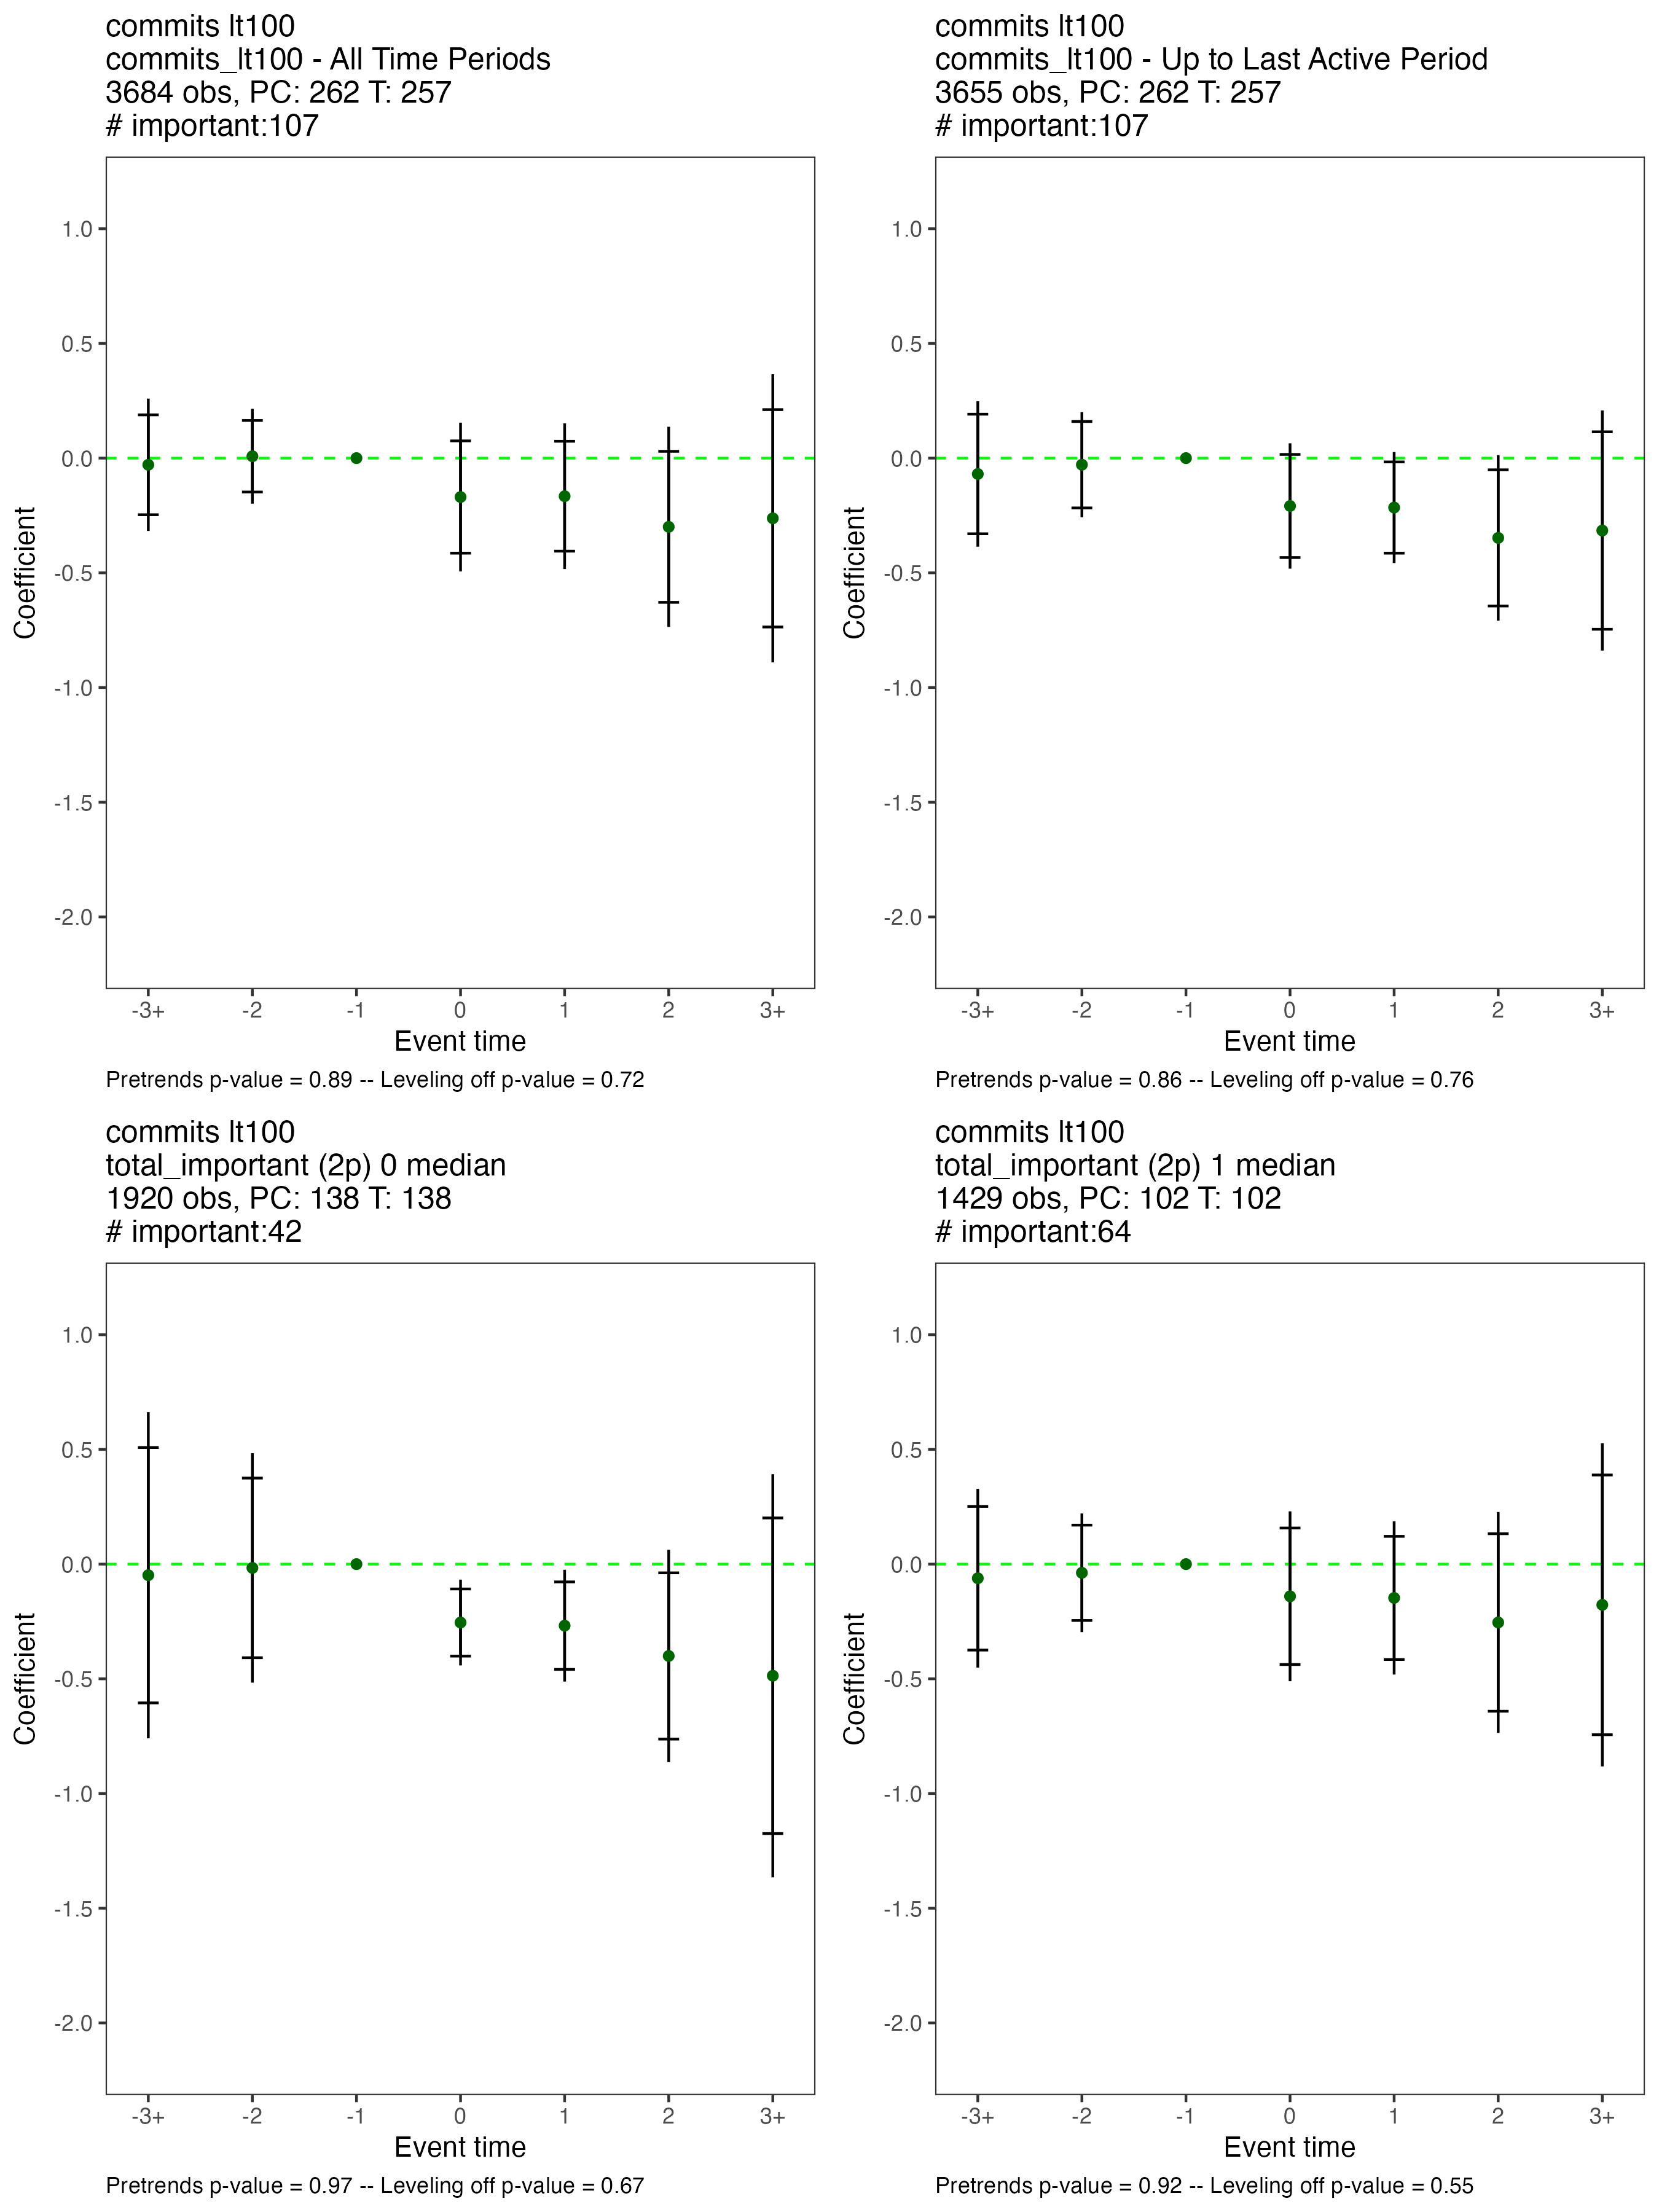 commits lt100
commits_lt100 - All Time Periods
3684 obs, PC: 262 T: 257
# important:107
1.0
0.5
0.0
-0.5
-1.0
-1.5
-2.0
Coefficient
-3+ -2 -1 0 1 2 3+
Event time
Pretrends p-value = 0.89 -- Leveling off p-value = 0.72
commits lt100
commits_lt100 - Up to Last Active Period
3655 obs, PC: 262 T: 257
# important:107
1.0
0.5
0.0
-0.5
-1.0
-1.5
-2.0
Coefficient
-3+ -2 -1 0 1 2 3+
Event time
Pretrends p-value = 0.86 -- Leveling off p-value = 0.76
commits lt100
total_important (2p) 0 median
1920 obs, PC: 138 T: 138
# important:42
1.0
0.5
0.0
-0.5
-1.0
-1.5
-2.0
Coefficient
-3+ -2 -1 0 1 2 3+
Event time
Pretrends p-value = 0.97 -- Leveling off p-value = 0.67
commits lt100
total_important (2p) 1 median
1429 obs, PC: 102 T: 102
# important:64
1.0
0.5
0.0
-0.5
-1.0
-1.5
-2.0
Coefficient
-3+ -2 -1 0 1 2 3+
Event time
Pretrends p-value = 0.92 -- Leveling off p-value = 0.55